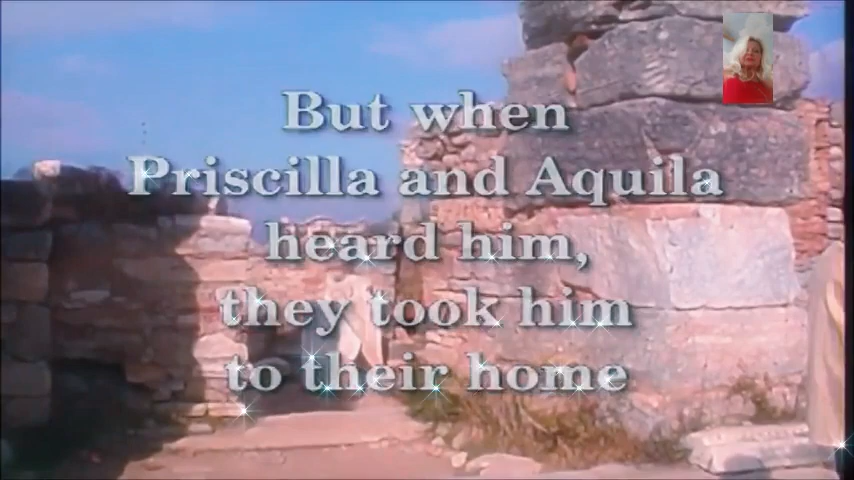 But when
Priscilla and Aquila
heard him,
they took him
to their home